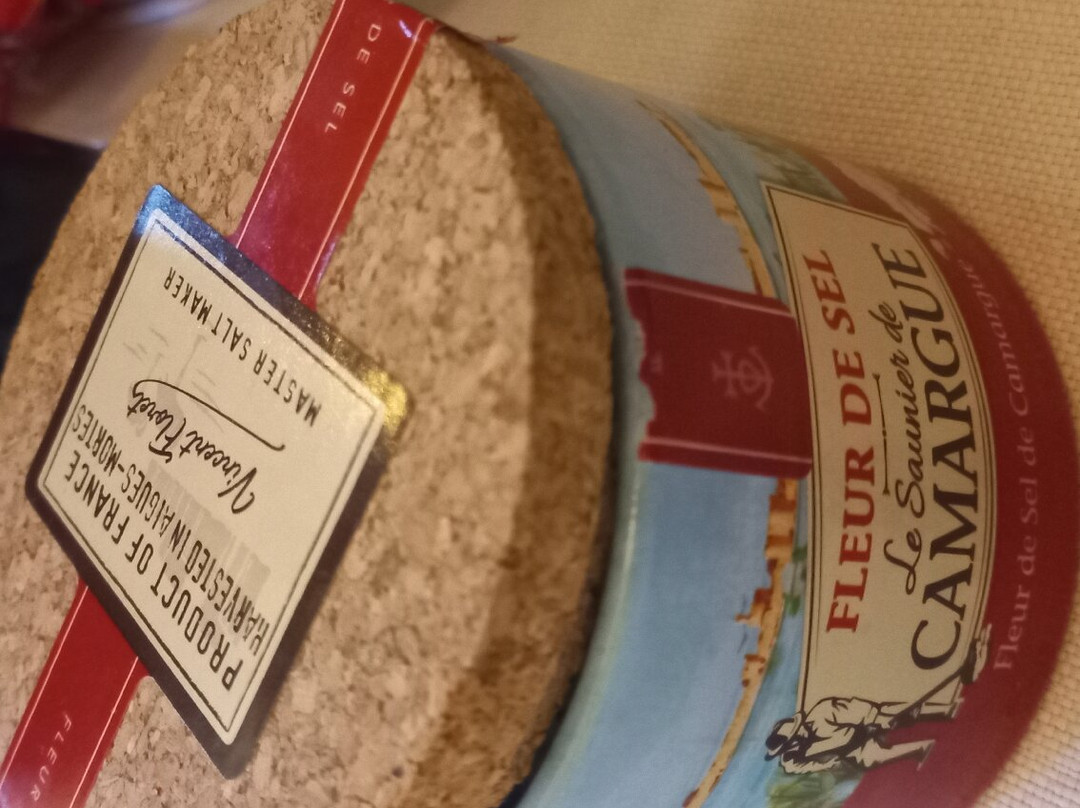 FLEUR DE SEL
Le Saunier de
CAMARGUE
Fleur de Sel de Camargue
PRODUCT OF FRANCE
HARVESTED IN AIGUES-MORTES
Vincent Floret
MASTER SALT MAKER
FLEUR
DE SEL